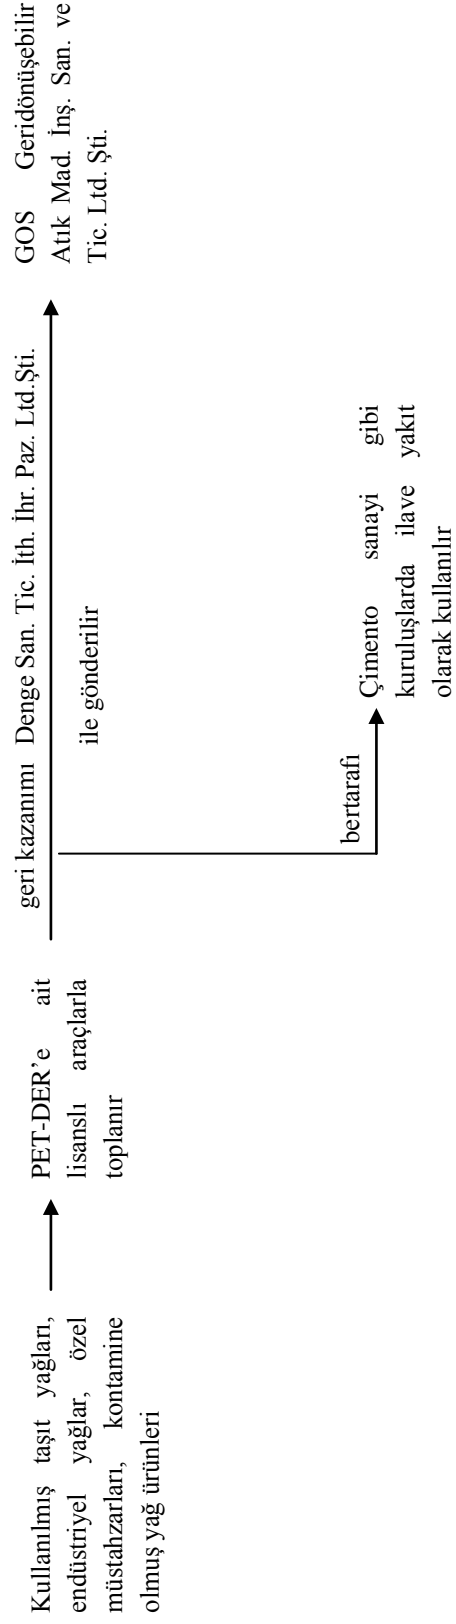 Kullanılmış taşıt yağları,
endüstriyel yağlar, özel
müstahzarları, kontamine
olmuş yağ ürünleri
PET-DER’e ait
lisanslı araçlarla
toplanır
geri kazanımı Denge San. Tic. İth. İhr. Paz. Ltd.Şti.
ile gönderilir
GOS Geridönüşebilir
Atık Mad. İnş. San. ve
Tic. Ltd. Şti.
bertarafı
Çimento sanayi gibi
kuruluşlarda ilave yakıt
olarak kullanılır